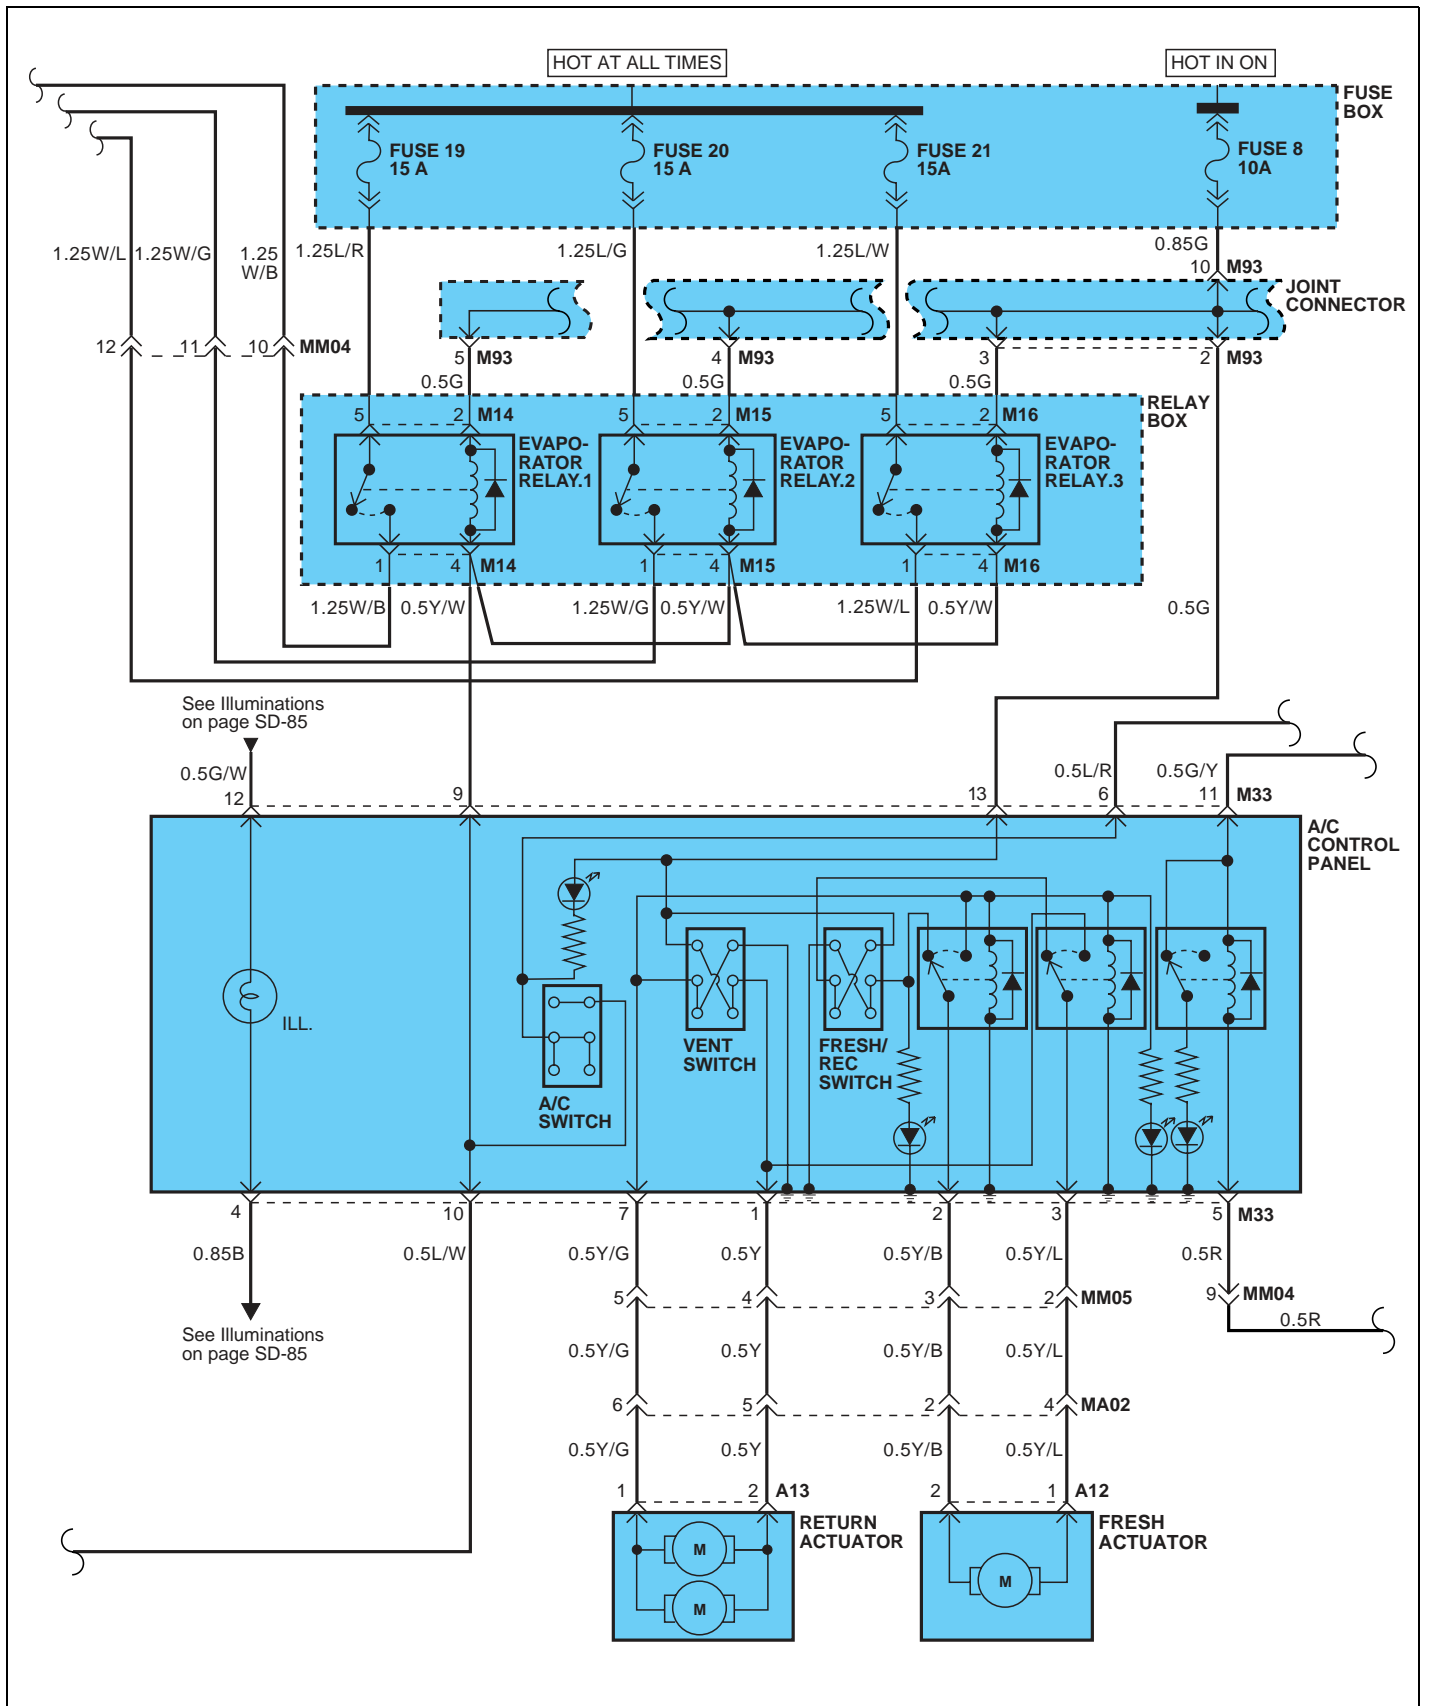 HOT AT ALL TIMES
HOT IN ON
FUSE
BOX
FUSE 19
15 A
FUSE 20
15 A
FUSE 21
15A
FUSE 8
10A
1.25W/L
1.25W/G
1.25
W/B
1.25L/R
1.25L/G
1.25L/W
0.85G
10
M93
JOINT
CONNECTOR
12
11
10
MM04
5
M93
4
M93
3
2
M93
0.5G
0.5G
0.5G
RELAY
BOX
5
2
M14
5
2
M15
5
2
M16
EVAPO-
RATOR
RELAY.1
EVAPO-
RATOR
RELAY.2
EVAPO-
RATOR
RELAY.3
1
4
M14
1
4
M15
1
4
M16
1.25W/B
0.5Y/W
1.25W/G
0.5Y/W
1.25W/L
0.5Y/W
0.5G
See Illuminations
on page SD-85
0.5G/W
0.5L/R
0.5G/Y
12
9
13
6
11
M33
A/C
CONTROL
PANEL
ILL.
VENT
SWITCH
FRESH/
REC
SWITCH
A/C
SWITCH
4
10
7
1
2
3
5
M33
0.85B
0.5L/W
0.5Y/G
0.5Y
0.5Y/B
0.5Y/L
0.5R
5
4
3
2
MM05
9
MM04
0.5R
See Illuminations
on page SD-85
0.5Y/G
0.5Y
0.5Y/B
0.5Y/L
6
5
2
4
MA02
0.5Y/G
0.5Y
0.5Y/B
0.5Y/L
1
2
A13
2
1
A12
RETURN
ACTUATOR
FRESH
ACTUATOR
M
M
M